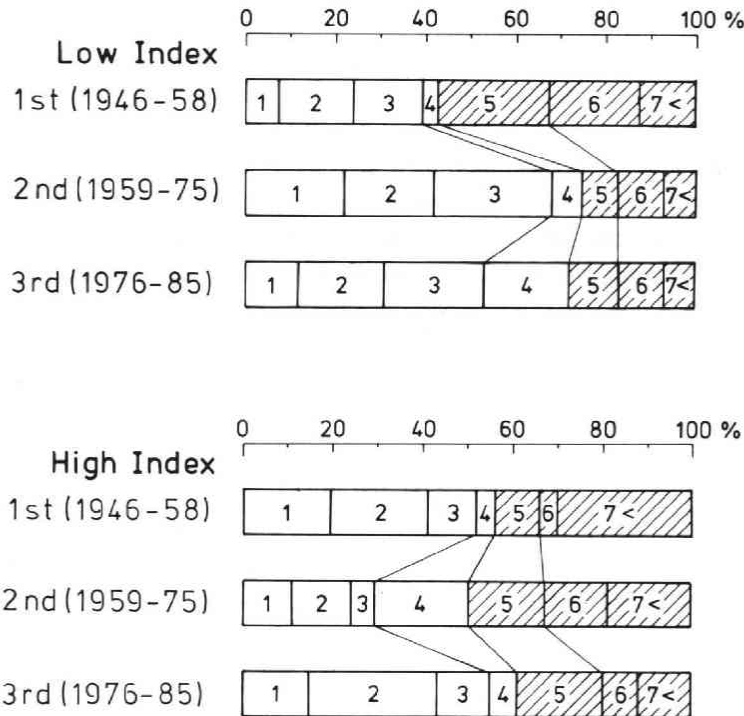 0 20 40 60 80 100 %
Low Index
1st (1946-58) 1 2 3 4 5 6 7<
2nd (1959-75) 1 2 3 4 5 6 7<
3rd (1976-85) 1 2 3 4 5 6 7<
0 20 40 60 80 100 %
High Index
1st (1946-58) 1 2 3 4 5 6 7<
2nd (1959-75) 1 2 3 4 5 6 7<
3rd (1976-85) 1 2 3 4 5 6 7<